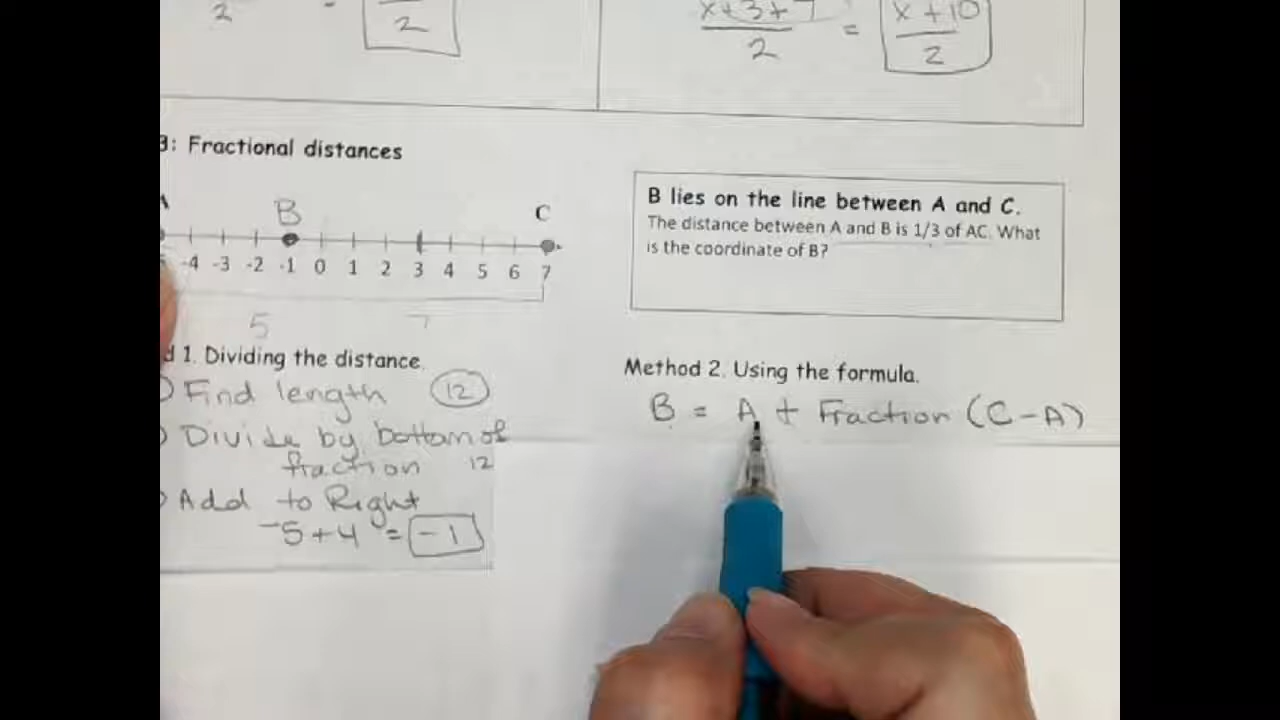 2 = 2
x+3+7 = x+10
2 2
3: Fractional distances
A B C
-4 -3 -2 -1 0 1 2 3 4 5 6 7
5 7
B lies on the line between A and C.
The distance between A and B is 1/3 of AC. What
is the coordinate of B?
d 1. Dividing the distance.
Find length 12
Divide by bottom of
fraction 12
Add to Right
-5+4 = -1
Method 2. Using the formula.
B = A + Fraction (C-A)